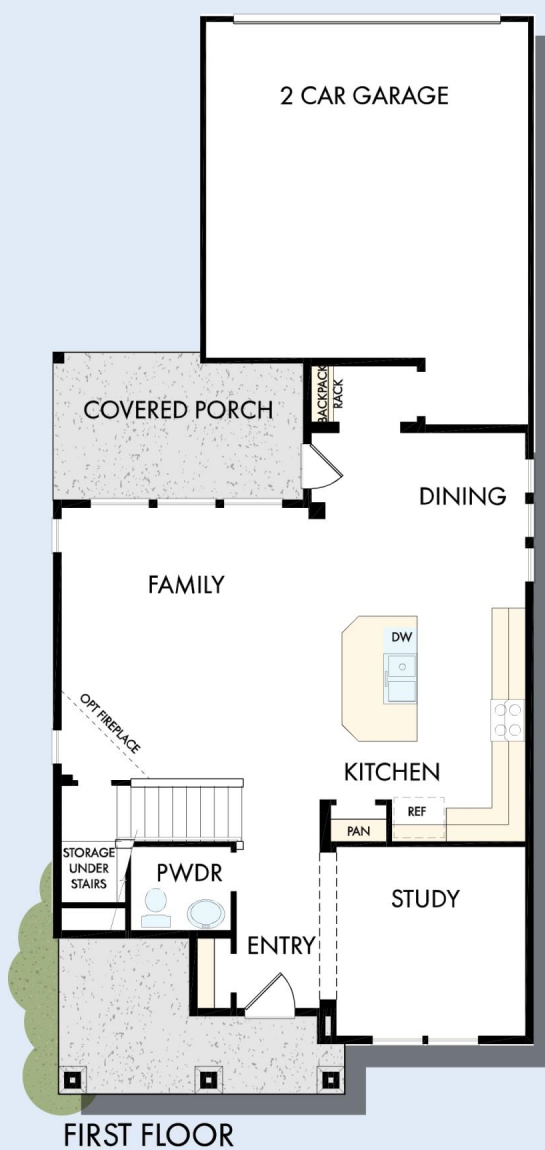 2 CAR GARAGE
BACKPACK
RACK
COVERED PORCH
DINING
FAMILY
DW
OPT FIREPLACE
KITCHEN
REF
PAN
STORAGE
UNDER
STAIRS
PWDR
STUDY
ENTRY
FIRST FLOOR